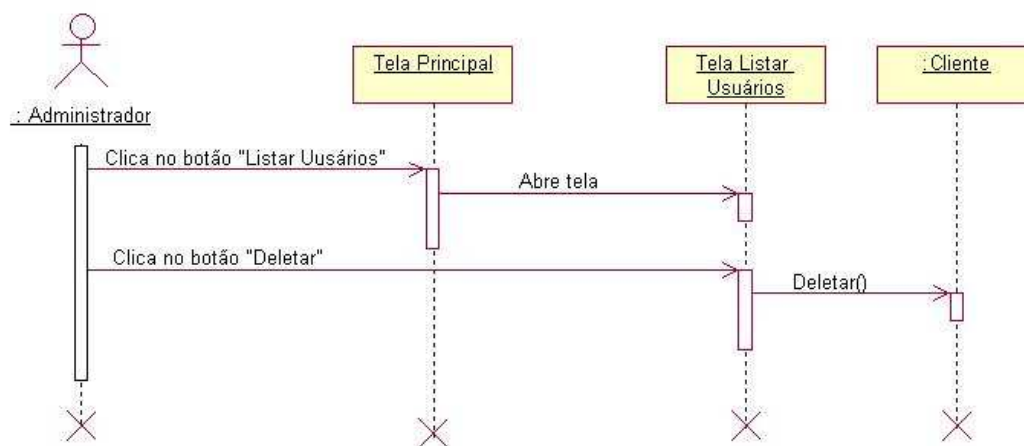 Tela Principal
Tela Listar
Usuários
: Cliente
: Administrador
Clica no botão "Listar Uusários"
Abre tela
Clica no botão "Deletar"
Deletar()